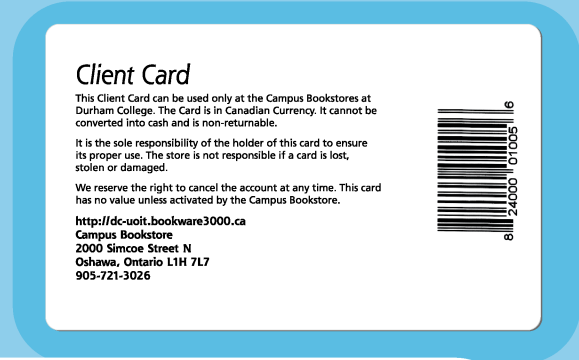 Client Card
This Client Card can be used only at the Campus Bookstores at
Durham College. The Card is in Canadian Currency. It cannot be
converted into cash and is non-returnable.
It is the sole responsibility of the holder of this card to ensure
its proper use. The store is not responsible if a card is lost,
stolen or damaged.
We reserve the right to cancel the account at any time. This card
has no value unless activated by the Campus Bookstore.
http://dc-uoit.bookware3000.ca
Campus Bookstore
2000 Simcoe Street N
Oshawa, Ontario L1H 7L7
905-721-3026
8 24000 01005 6